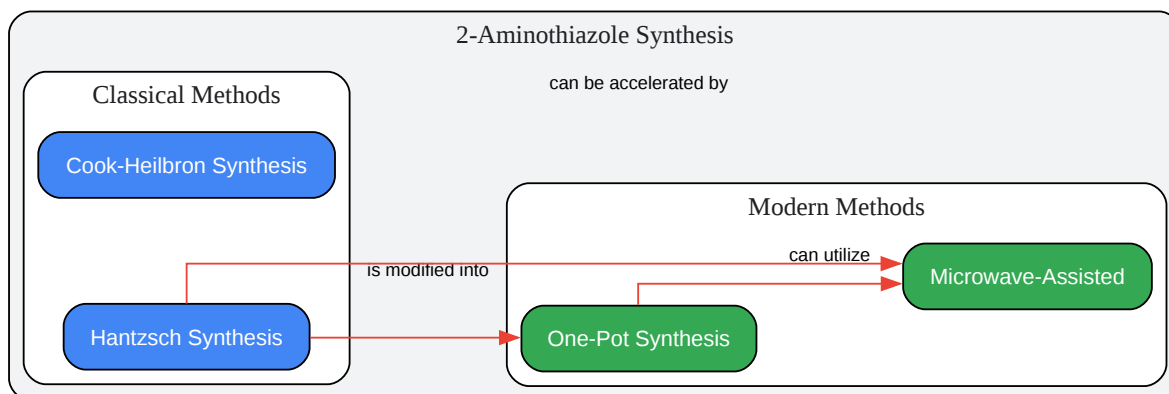 2-Aminothiazole Synthesis
can be accelerated by
Classical Methods
Cook-Heilbron Synthesis
Modern Methods
is modified into
can utilize
Microwave-Assisted
Hantzsch Synthesis
One-Pot Synthesis